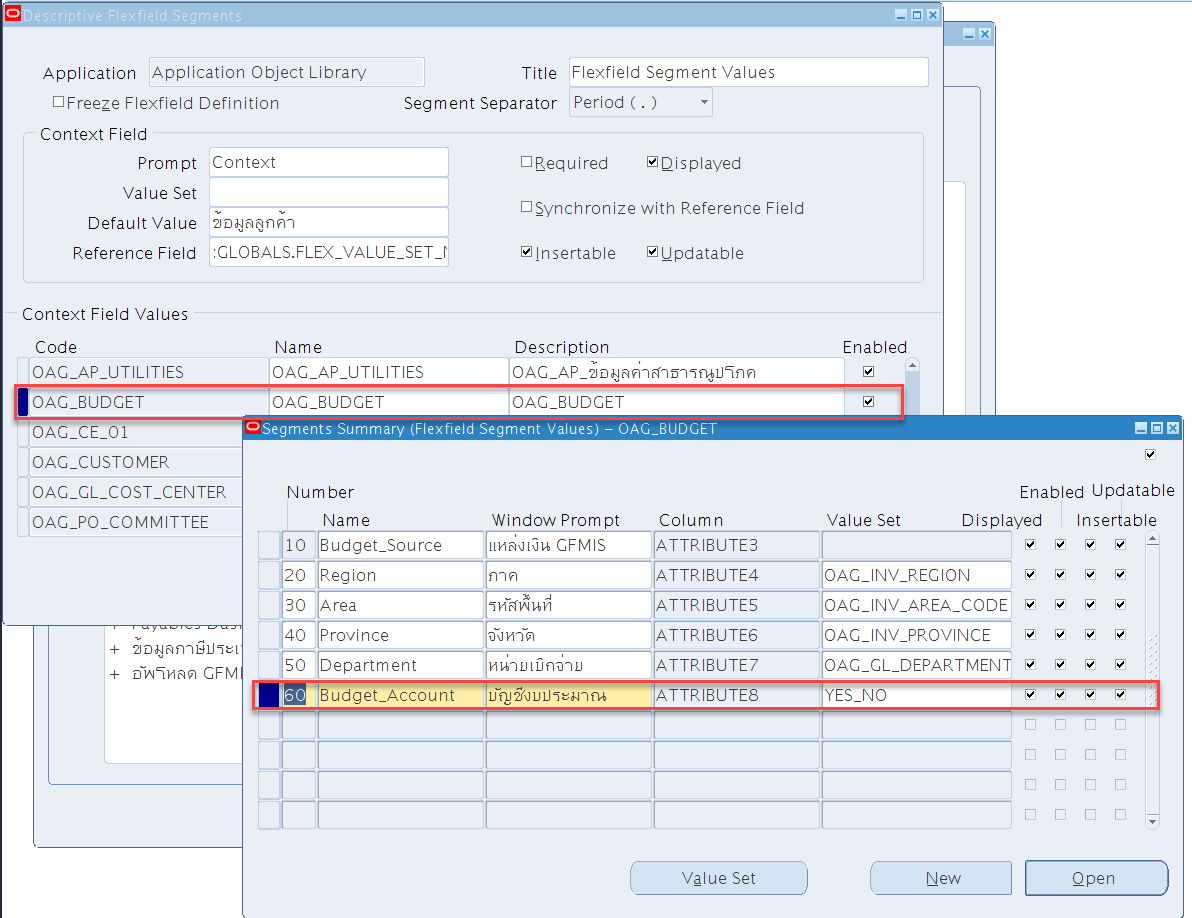 Descriptive Flexfield Segments
Application Application Object Library Title Flexfield Segment Values
Freeze Flexfield Definition Segment Separator Period ( . )
Context Field
Prompt Context Required Displayed
Value Set
Synchronize with Reference Field
Default Value ข้อมูลลูกค้า
Reference Field :GLOBALS.FLEX_VALUE_SET_N Insertable Updatable
Context Field Values
Code Name Description Enabled
OAG_AP_UTILITIES OAG_AP_UTILITIES OAG_AP_ข้อมูลค่าสาธารณูปโภค
OAG_BUDGET OAG_BUDGET OAG_BUDGET
OAG_CE_01
OAG_CUSTOMER
OAG_GL_COST_CENTER
OAG_PO_COMMITTEE
+ ข้อมูลภาษีประเ
+ อัพโหลด GFMI
Segments Summary (Flexfield Segment Values) – OAG_BUDGET
Number Enabled Updatable
Name Window Prompt Column Value Set Displayed Insertable
10 Budget_Source แหล่งเงิน GFMIS ATTRIBUTE3
20 Region ภาค ATTRIBUTE4 OAG_INV_REGION
30 Area รหัสพื้นที่ ATTRIBUTE5 OAG_INV_AREA_CODE
40 Province จังหวัด ATTRIBUTE6 OAG_INV_PROVINCE
50 Department หน่วยเบิกจ่าย ATTRIBUTE7 OAG_GL_DEPARTMENT
60 Budget_Account บัญชีงบประมาณ ATTRIBUTE8 YES_NO
Value Set New Open